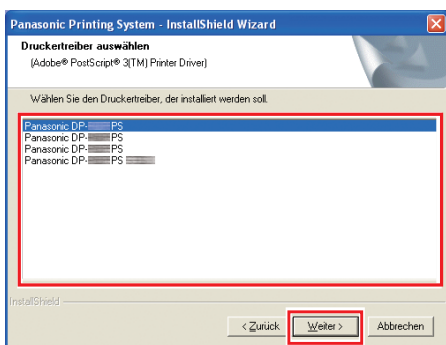 Panasonic Printing System - InstallShield Wizard
Druckertreiber auswählen
(Adobe® PostScript® 3(TM) Printer Driver)
Wählen Sie den Druckertreiber, der installiert werden soll.
Panasonic DP- PS
Panasonic DP- PS
Panasonic DP- PS
Panasonic DP- PS
InstallShield
< Zurück Weiter > Abbrechen